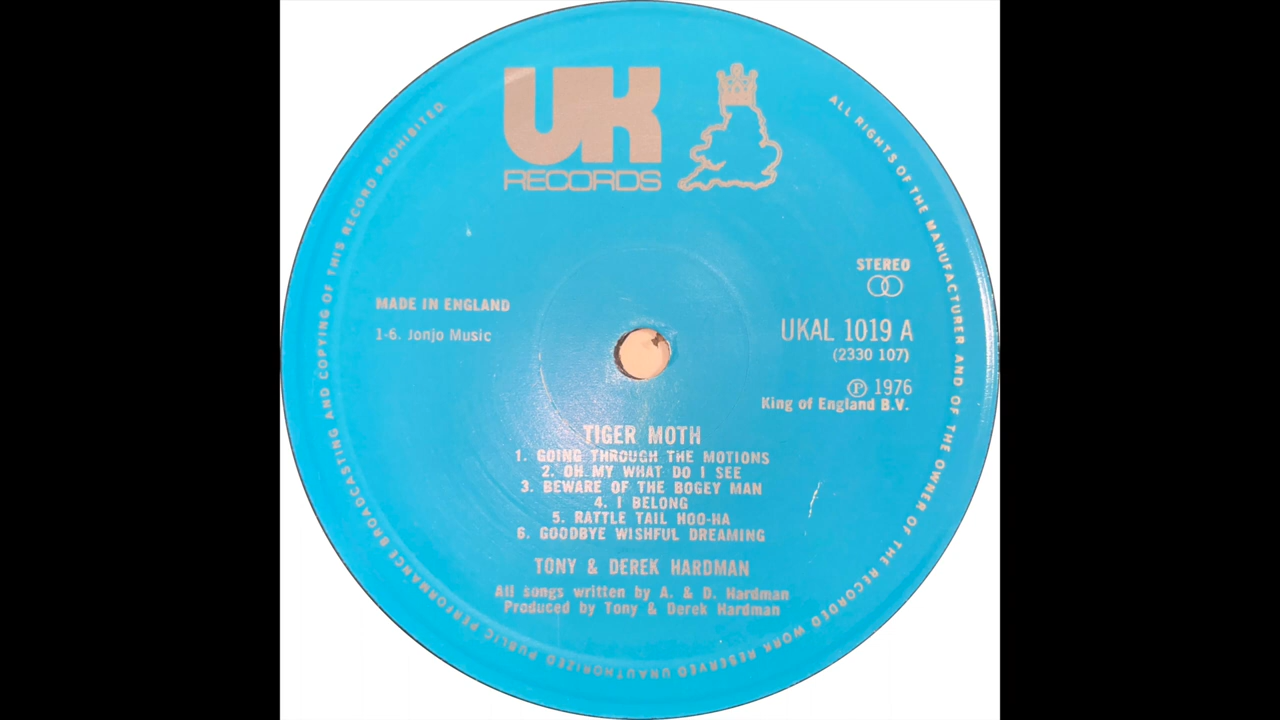 UK
RECORDS
ALL RIGHTS OF THE MANUFACTURER AND OF THE OWNER OF THE RECORDED WORK RESERVED UNAUTHORIZED PUBLIC PERFORMANCE BROADCASTING AND COPYING OF THIS RECORD PROHIBITED.
STEREO
MADE IN ENGLAND
1-6. Jonjo Music
UKAL 1019 A
(2330 107)
Ⓟ 1976
King of England B.V.
TIGER MOTH
1. GOING THROUGH THE MOTIONS
2. OH MY WHAT DO I SEE
3. BEWARE OF THE BOGEY MAN
4. I BELONG
5. RATTLE TAIL HOO-HA
6. GOODBYE WISHFUL DREAMING
TONY & DEREK HARDMAN
All songs written by A. & D. Hardman
Produced by Tony & Derek Hardman